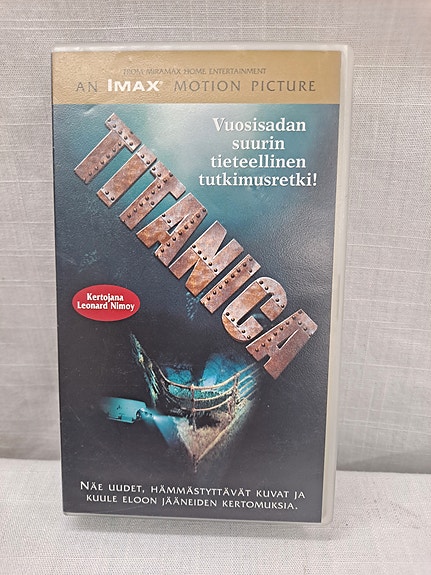 FROM MIRAMAX HOME ENTERTAINMENT
AN IMAX® MOTION PICTURE
Vuosisadan
suurin
tieteellinen
tutkimusretki!
TITANICA
Kertojana
Leonard Nimoy
NÄE UUDET, HÄMMÄSTYTTÄVÄT KUVAT JA
KUULE ELOON JÄÄNEIDEN KERTOMUKSIA.